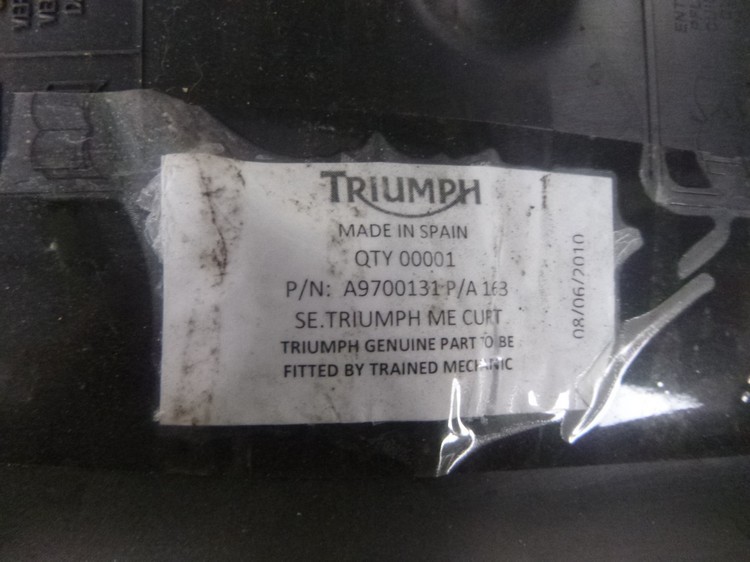 TRIUMPH
MADE IN SPAIN
QTY 00001
P/N: A9700131 P/A 163
SE.TRIUMPH ME CUFT
TRIUMPH GENUINE PART TO BE
FITTED BY TRAINED MECHANIC
08/06/2010